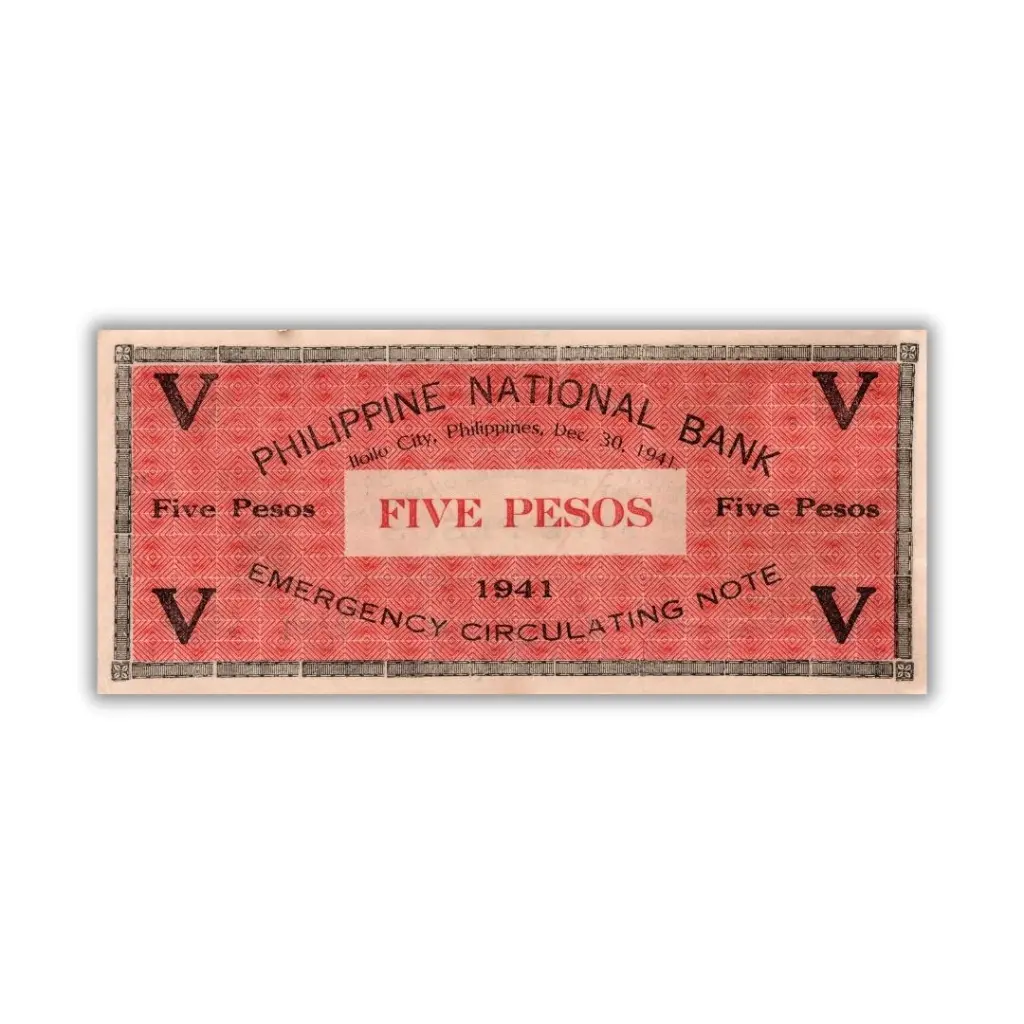 V V
PHILIPPINE NATIONAL BANK
Iloilo City, Philippines, Dec. 30, 1941
Five Pesos FIVE PESOS Five Pesos
1941
EMERGENCY CIRCULATING NOTE
V V